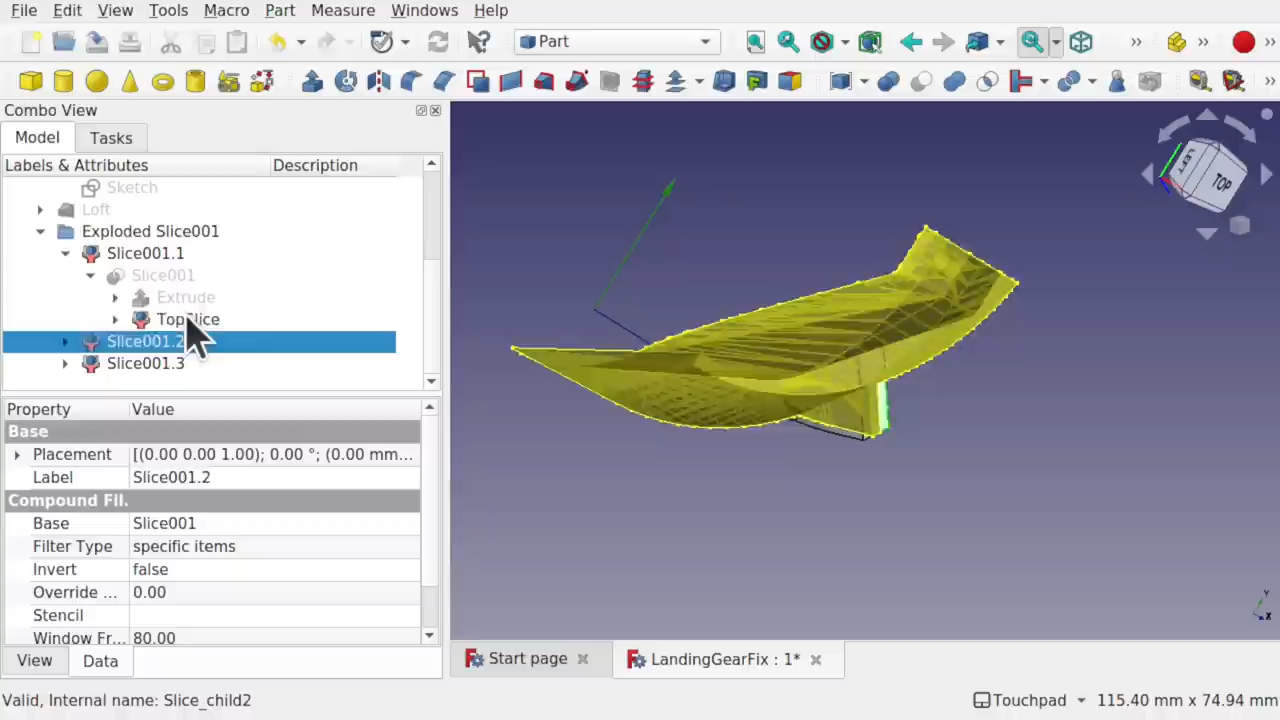 File Edit View Tools Macro Part Measure Windows Help
Part
Combo View
Model Tasks
Labels & Attributes Description
Sketch
Loft
Exploded Slice001
Slice001.1
Slice001
Extrude
TopSlice
Slice001.2
Slice001.3
Property Value
Base
Placement [(0.00 0.00 1.00); 0.00 °; (0.00 mm...
Label Slice001.2
Compound Fil.
Base Slice001
Filter Type specific items
Invert false
Override ... 0.00
Stencil
Window Fr... 80.00
View Data
LEFT TOP
Y
X
Start page LandingGearFix : 1*
Valid, Internal name: Slice_child2 Touchpad 115.40 mm x 74.94 mm